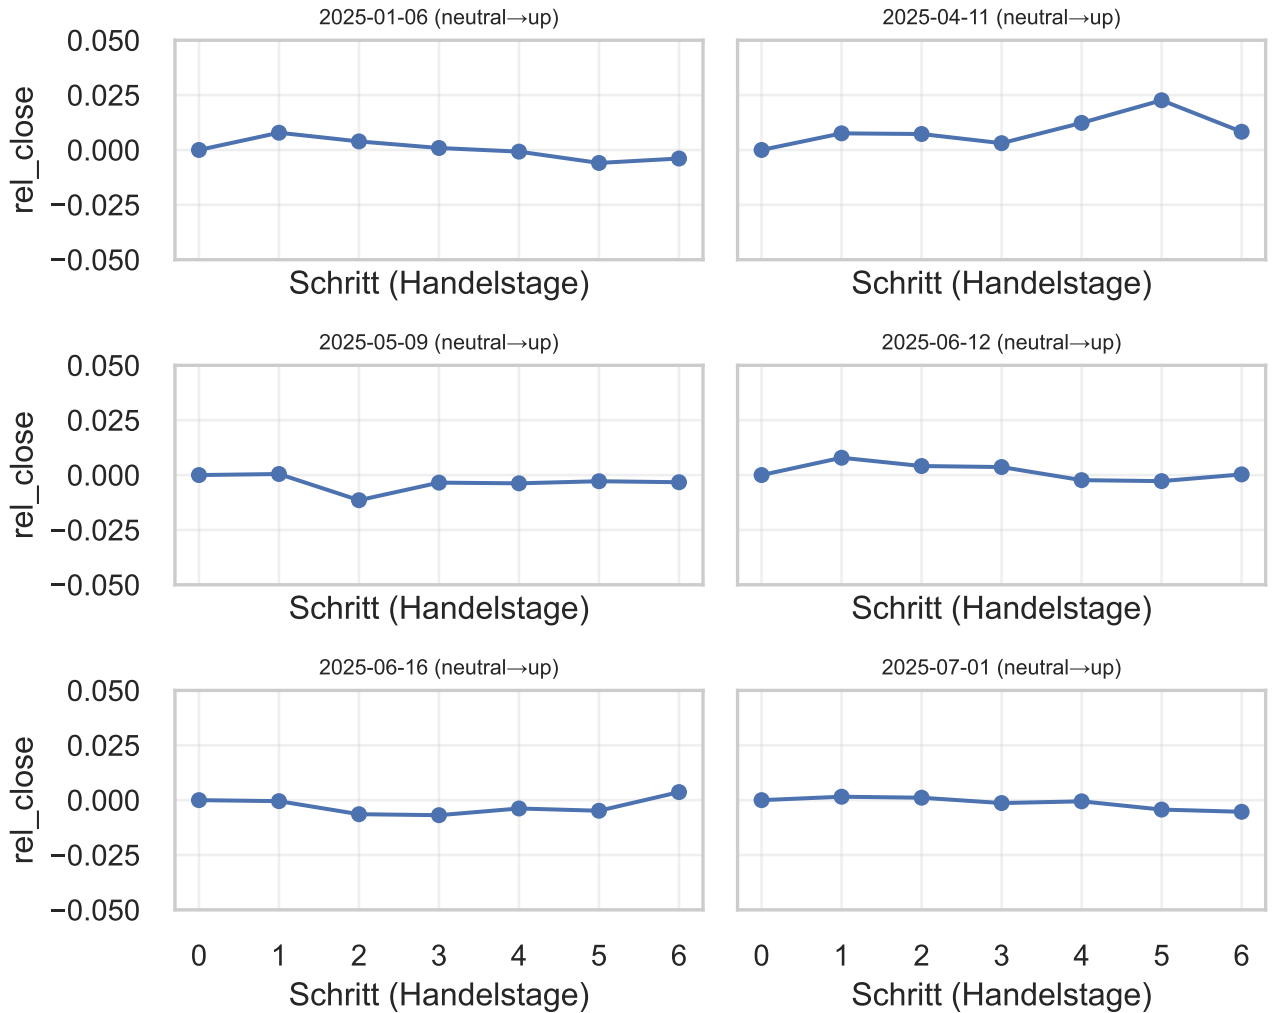 2025-01-06 (neutral→up)
2025-04-11 (neutral→up)
rel_close
0.050
0.025
0.000
−0.025
−0.050
Schritt (Handelstage)
Schritt (Handelstage)
2025-05-09 (neutral→up)
2025-06-12 (neutral→up)
rel_close
0.050
0.025
0.000
−0.025
−0.050
Schritt (Handelstage)
Schritt (Handelstage)
2025-06-16 (neutral→up)
2025-07-01 (neutral→up)
rel_close
0.050
0.025
0.000
−0.025
−0.050
0 1 2 3 4 5 6
0 1 2 3 4 5 6
Schritt (Handelstage)
Schritt (Handelstage)